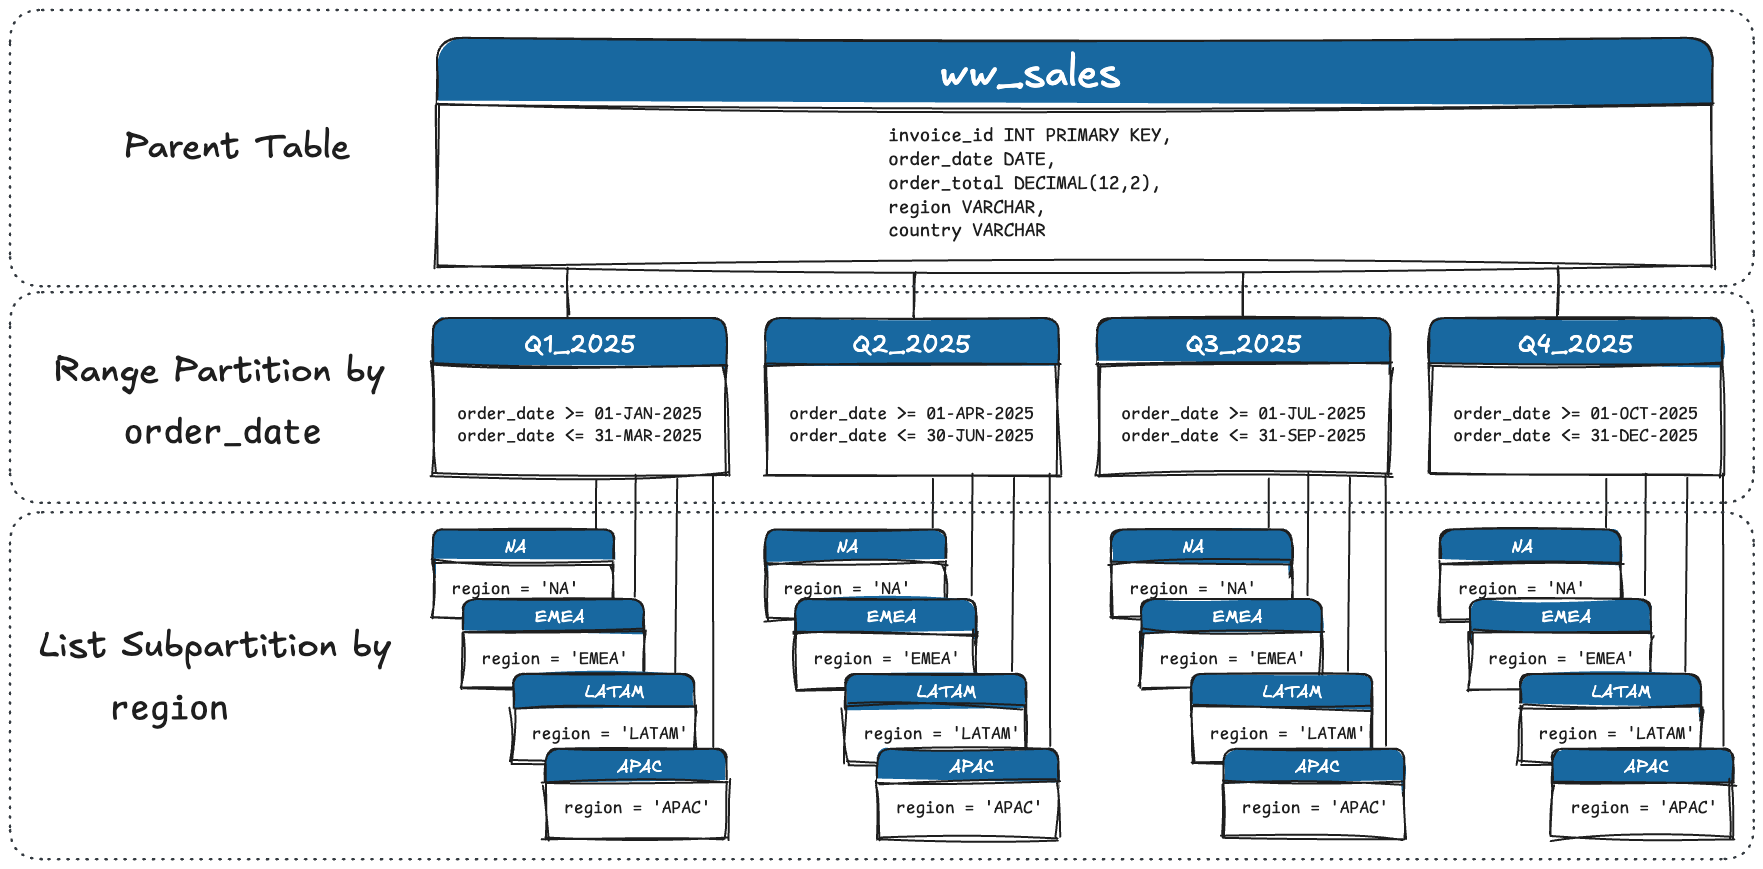 ww_sales
Parent Table
invoice_id INT PRIMARY KEY,
order_date DATE,
order_total DECIMAL(12,2),
region VARCHAR,
country VARCHAR
Range Partition by
order_date
Q1_2025
order_date >= 01-JAN-2025
order_date <= 31-MAR-2025
Q2_2025
order_date >= 01-APR-2025
order_date <= 30-JUN-2025
Q3_2025
order_date >= 01-JUL-2025
order_date <= 31-SEP-2025
Q4_2025
order_date >= 01-OCT-2025
order_date <= 31-DEC-2025
List Subpartition by
region
NA
region = 'NA'
EMEA
region = 'EMEA'
LATAM
region = 'LATAM'
APAC
region = 'APAC'
NA
region = 'NA'
EMEA
region = 'EMEA'
LATAM
region = 'LATAM'
APAC
region = 'APAC'
NA
region = 'NA'
EMEA
region = 'EMEA'
LATAM
region = 'LATAM'
APAC
region = 'APAC'
NA
region = 'NA'
EMEA
region = 'EMEA'
LATAM
region = 'LATAM'
APAC
region = 'APAC'